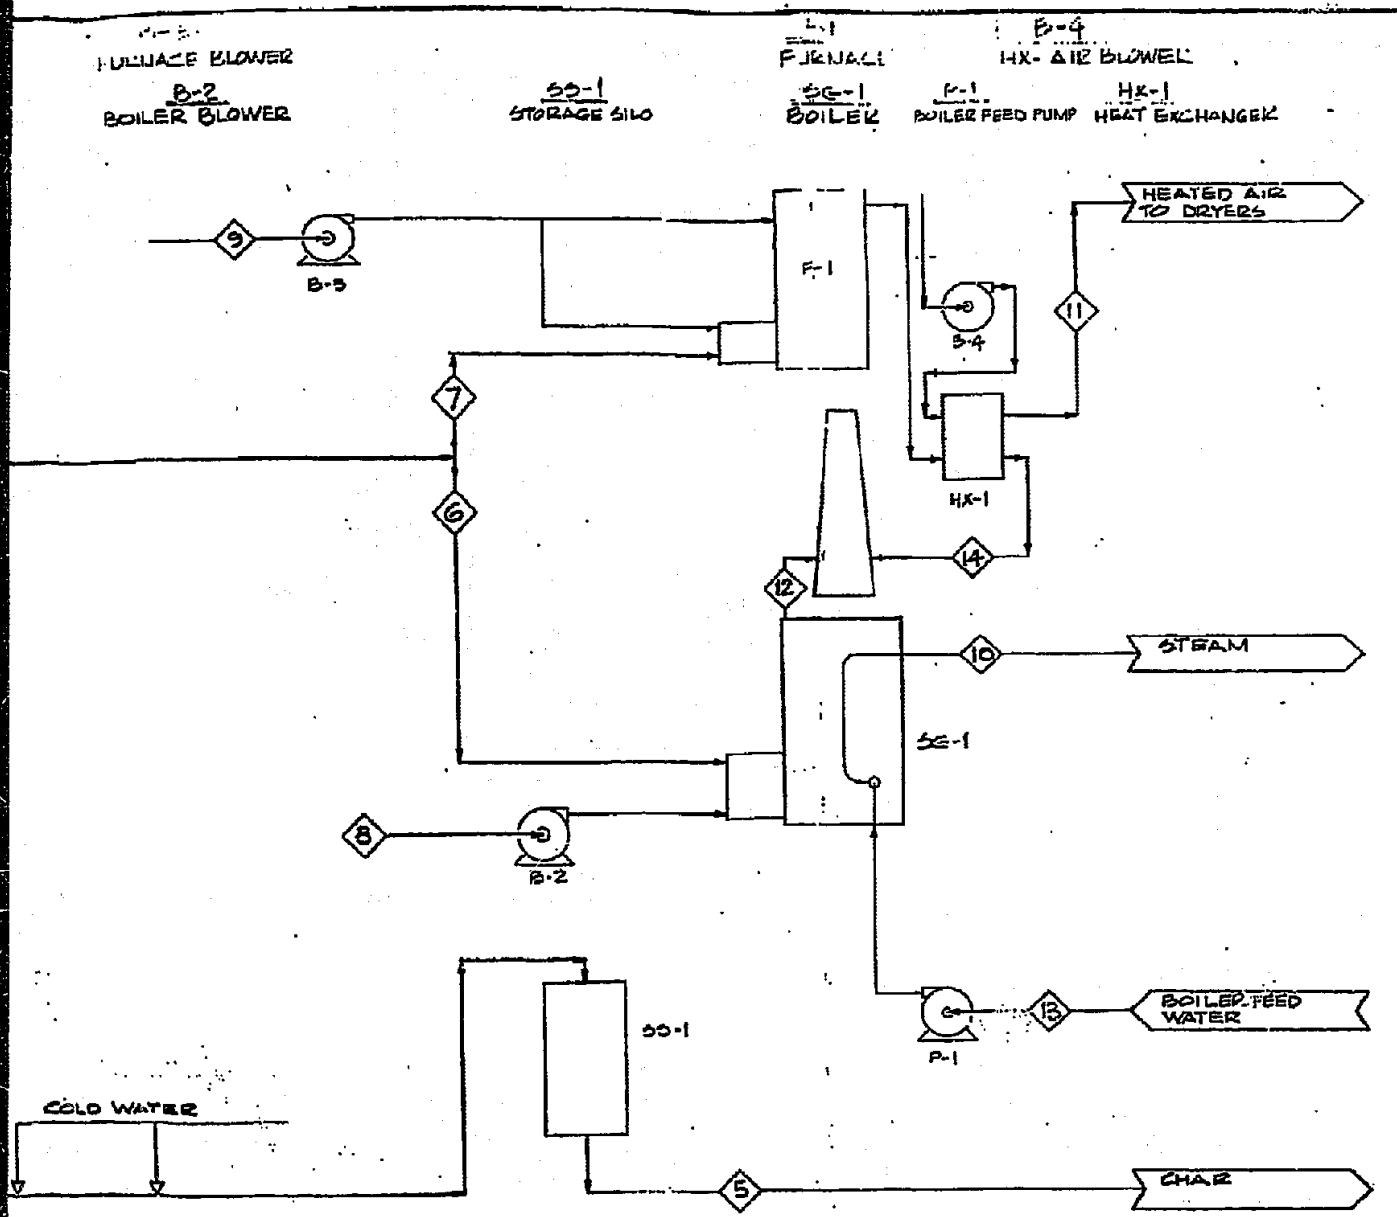 B-4
FURNACE BLOWER
FURNACE
HX-AIR BLOWER
B-2
SS-1
SG-1
P-1
HX-1
BOILER BLOWER
STORAGE SILO
BOILER
BOILER FEED PUMP
HEAT EXCHANGER
HEATED AIR
TO DRYERS
9
B-3
F-1
B-4
11
7
HX-1
6
14
12
STEAM
10
SG-1
8
B-2
BOILER FEED
WATER
13
SS-1
P-1
COLD WATER
CHAR
5